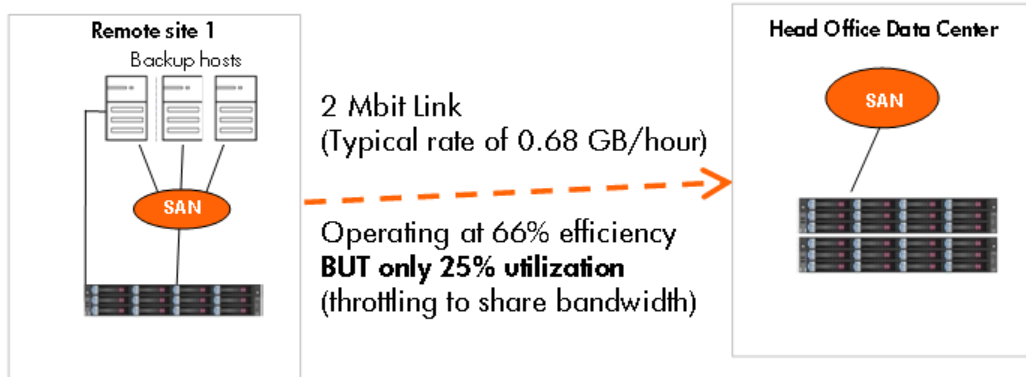 Remote site 1
Backup hosts
SAN
2 Mbit Link
(Typical rate of 0.68 GB/hour)
Operating at 66% efficiency
BUT only 25% utilization
(throttling to share bandwidth)
Head Office Data Center
SAN